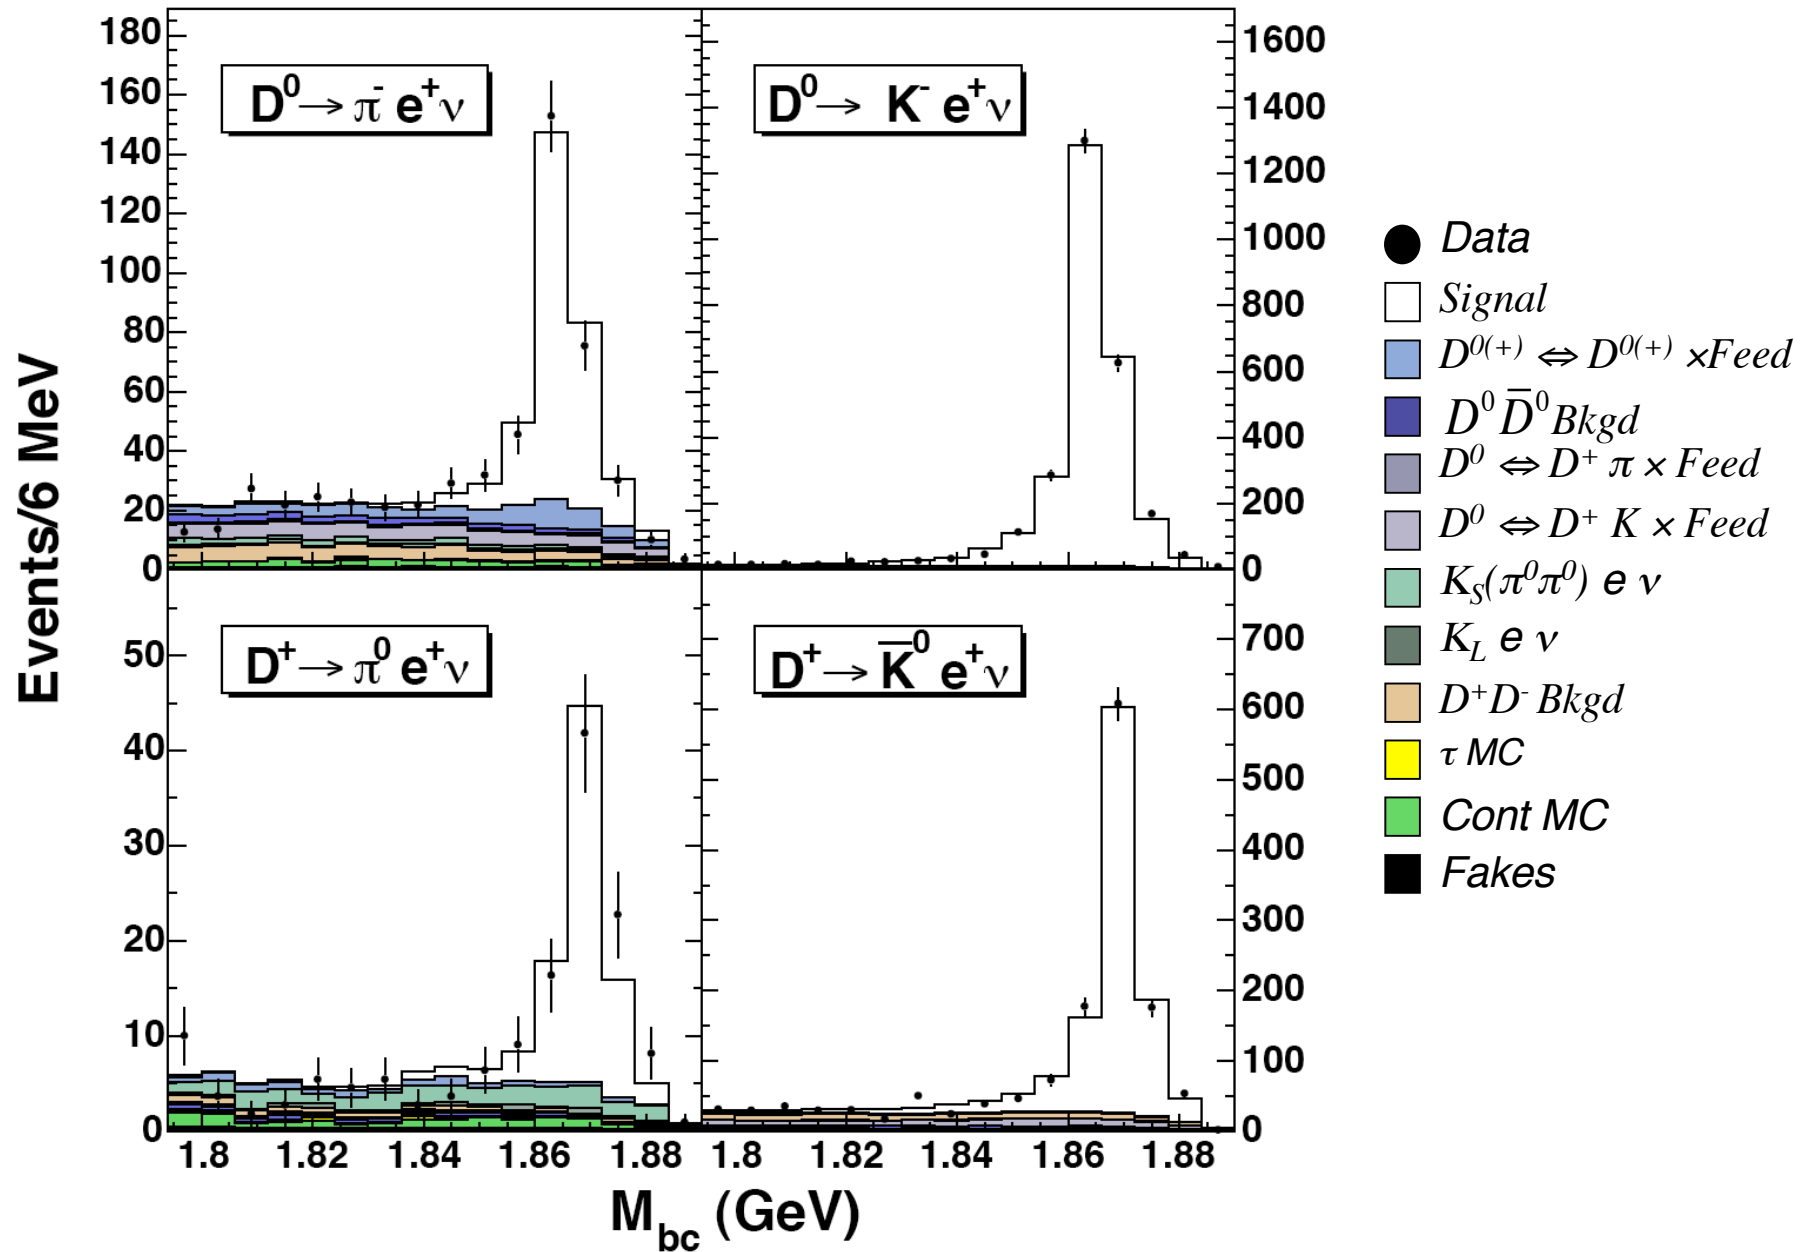 Events/6 MeV
180
160
140
120
100
80
60
40
20
0
D⁰→ π⁻ e⁺ν
D⁰→ K⁻ e⁺ν
1600
1400
1200
1000
800
600
400
200
0
50
40
30
20
10
0
D⁺→ π⁰ e⁺ν
D⁺→ K̅⁰ e⁺ν
700
600
500
400
300
200
100
0
1.8 1.82 1.84 1.86 1.88 1.8 1.82 1.84 1.86 1.88
M_bc (GeV)
Data
Signal
D⁰⁽⁺⁾ ⇔ D⁰⁽⁺⁾ ×Feed
D⁰ D̅⁰ Bkgd
D⁰ ⇔ D⁺ π × Feed
D⁰ ⇔ D⁺ K × Feed
K_S(π⁰π⁰) e ν
K_L e ν
D⁺D⁻ Bkgd
τ MC
Cont MC
Fakes